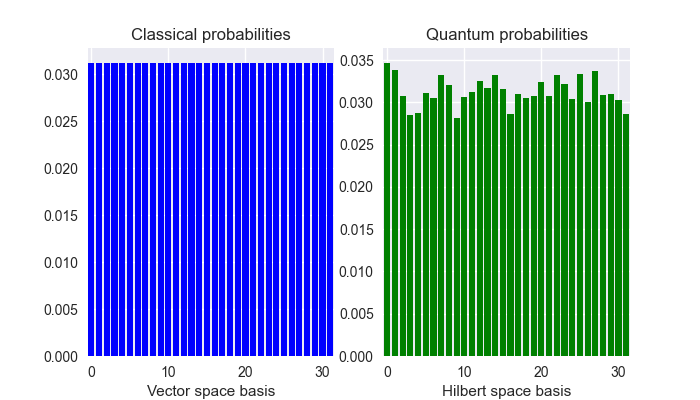 Classical probabilities
0.030
0.025
0.020
0.015
0.010
0.005
0.000
0 10 20 30
Vector space basis
Quantum probabilities
0.035
0.030
0.025
0.020
0.015
0.010
0.005
0.000
0 10 20 30
Hilbert space basis